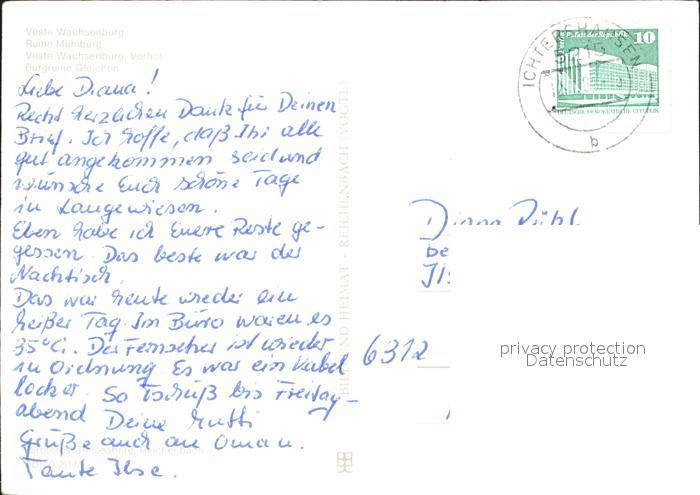 Veste Wachsenburg
Ruine Mühlburg
Veste Wachsenburg, Vorhof
Burgruine Gleichen
Liebe Diana!
Recht herzlichen Dank für Deinen
Brief. Ich hoffe, daß Ihr alle
gut angekommen seid und
wünsche Euch schöne Tage
in Langewiesen.
Eben habe ich Euere Reste ge-
gessen. Das beste war der
Nachtisch.
Das war heute wieder ein
heißer Tag. Im Büro waren es
35°C. Der Fernseher ist wieder
in Ordnung. Es war ein Kabel
locker. So Tschüß bis Freitag-
abend Deine Mutti
Grüße auch an Oma u.
Tante Ilse.
BILD UND HEIMAT · REICHENBACH (VOGTL)
Reichenbach
ICHTERSHAUSEN
5215
b
Palast der Republik
10
DEUTSCHE DEMOKRATISCHE REPUBLIK
Diana
be
Ils
6312
privacy protection
Datenschutz